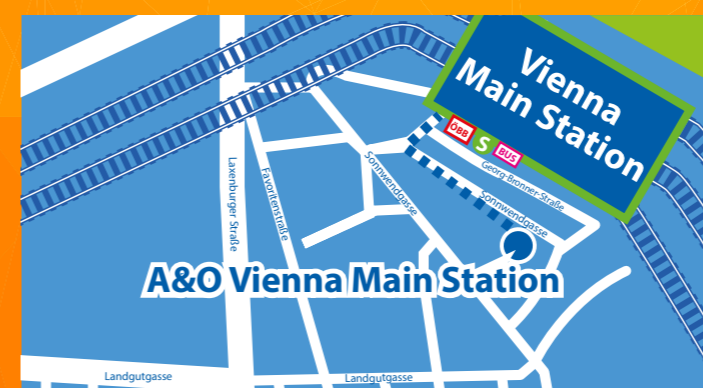 Vienna
Main Station
ÖBB
S
BUS
Georg-Bronner-Straße
Sonnwendgasse
Sonnwendgasse
Laxenburger Straße
Favoritenstraße
A&O Vienna Main Station
Landgutgasse
Landgutgasse